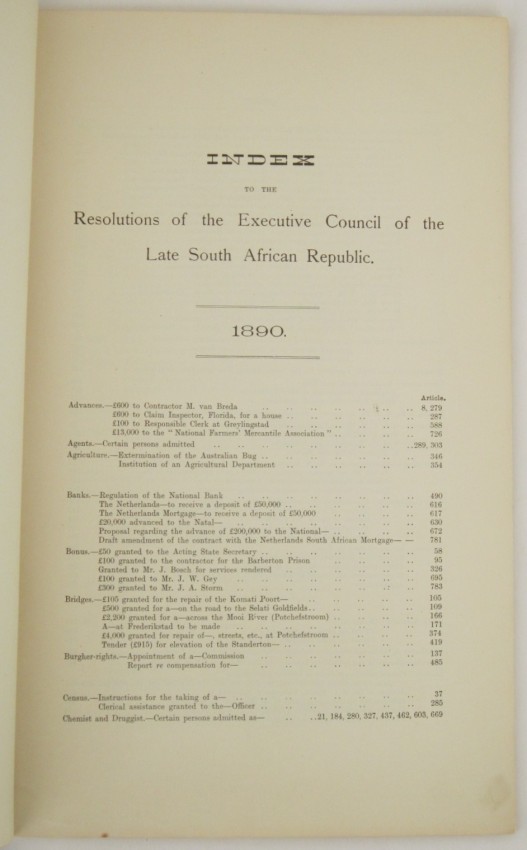 INDEX
TO THE
Resolutions of the Executive Council of the
Late South African Republic.
1890.
Article.
Advances.—£600 to Contractor M. van Breda .. .. .. .. .. .. .. 8, 279
£600 to Claim Inspector, Florida, for a house .. .. .. .. .. .. 287
£100 to Responsible Clerk at Greylingstad .. .. .. .. .. .. 588
£13,000 to the "National Farmers' Mercantile Association" .. .. .. .. 726
Agents.—Certain persons admitted .. .. .. .. .. .. .. .. ..289, 303
Agriculture.—Extermination of the Australian Bug .. .. .. .. .. .. 346
Institution of an Agricultural Department .. .. .. .. .. .. 354
Banks.—Regulation of the National Bank .. .. .. .. .. .. .. .. 490
The Netherlands—to receive a deposit of £50,000 .. .. .. .. .. .. 616
The Netherlands Mortgage—to receive a deposit of £50,000 .. .. .. .. 617
£20,000 advanced to the Natal— .. .. .. .. .. .. .. .. 630
Proposal regarding the advance of £200,000 to the National— .. .. .. .. 672
Draft amendment of the contract with the Netherlands South African Mortgage— — 781
Bonus.—£50 granted to the Acting State Secretary .. .. .. .. .. .. .. 58
£100 granted to the contractor for the Barberton Prison .. .. .. .. .. 95
Granted to Mr. J. Bosch for services rendered .. .. .. .. .. .. 326
£100 granted to Mr. J. W. Gey .. .. .. .. .. .. .. .. 695
£300 granted to Mr. J. A. Storm .. .. .. .. .. .. .. .. 783
Bridges.—£105 granted for the repair of the Komati Poort— .. .. .. .. .. 105
£500 granted for a—on the road to the Selati Goldfields.. .. .. .. .. 109
£2,200 granted for a—across the Mooi River (Potchefstroom) .. .. .. .. 166
A—at Frederikstad to be made .. .. .. .. .. .. .. .. 171
£4,000 granted for repair of—, streets, etc., at Potchefstroom .. .. .. .. 374
Tender (£915) for elevation of the Standerton— .. .. .. .. .. .. 419
Burgher-rights.—Appointment of a—Commission .. .. .. .. .. .. .. 137
Report re compensation for— .. .. .. .. .. .. .. 485
Census.—Instructions for the taking of a— .. .. .. .. .. .. .. .. 37
Clerical assistance granted to the—Officer .. .. .. .. .. .. .. 285
Chemist and Druggist.—Certain persons admitted as— .. .. ..21, 184, 280, 327, 437, 462, 603, 669